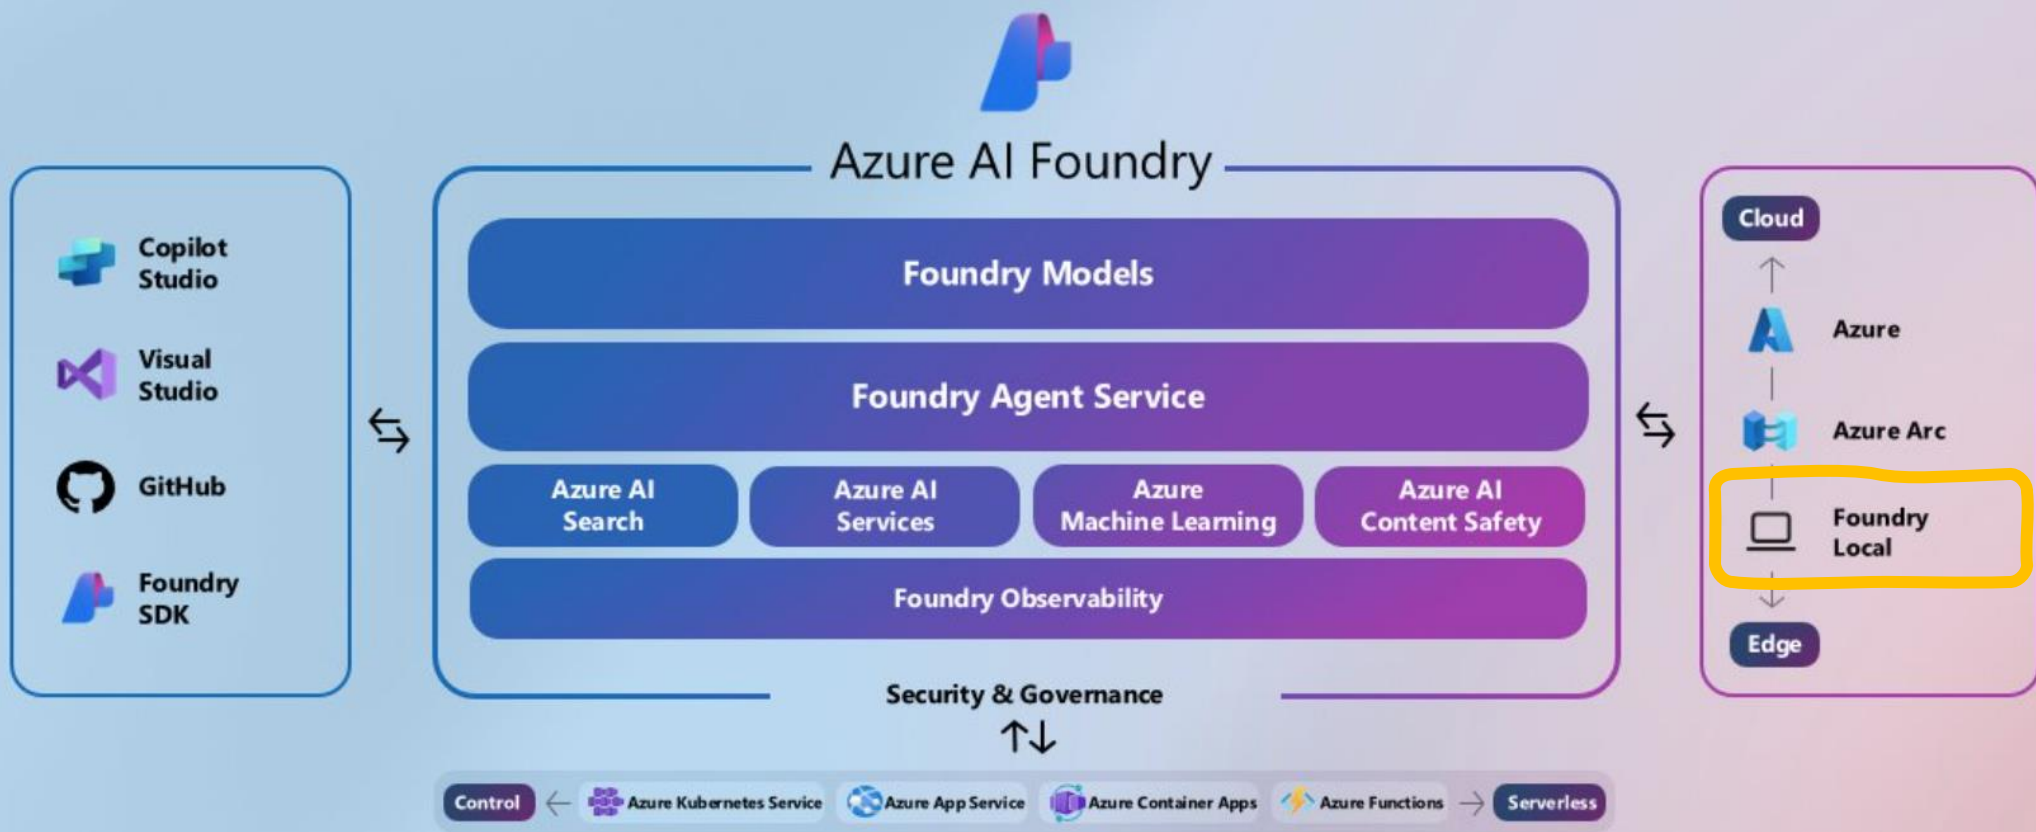 Azure AI Foundry
Copilot
Studio
Visual
Studio
GitHub
Foundry
SDK
Foundry Models
Foundry Agent Service
Azure AI
Search
Azure AI
Services
Azure
Machine Learning
Azure AI
Content Safety
Foundry Observability
Security & Governance
Cloud
Azure
Azure Arc
Foundry
Local
Edge
Control
Azure Kubernetes Service
Azure App Service
Azure Container Apps
Azure Functions
Serverless